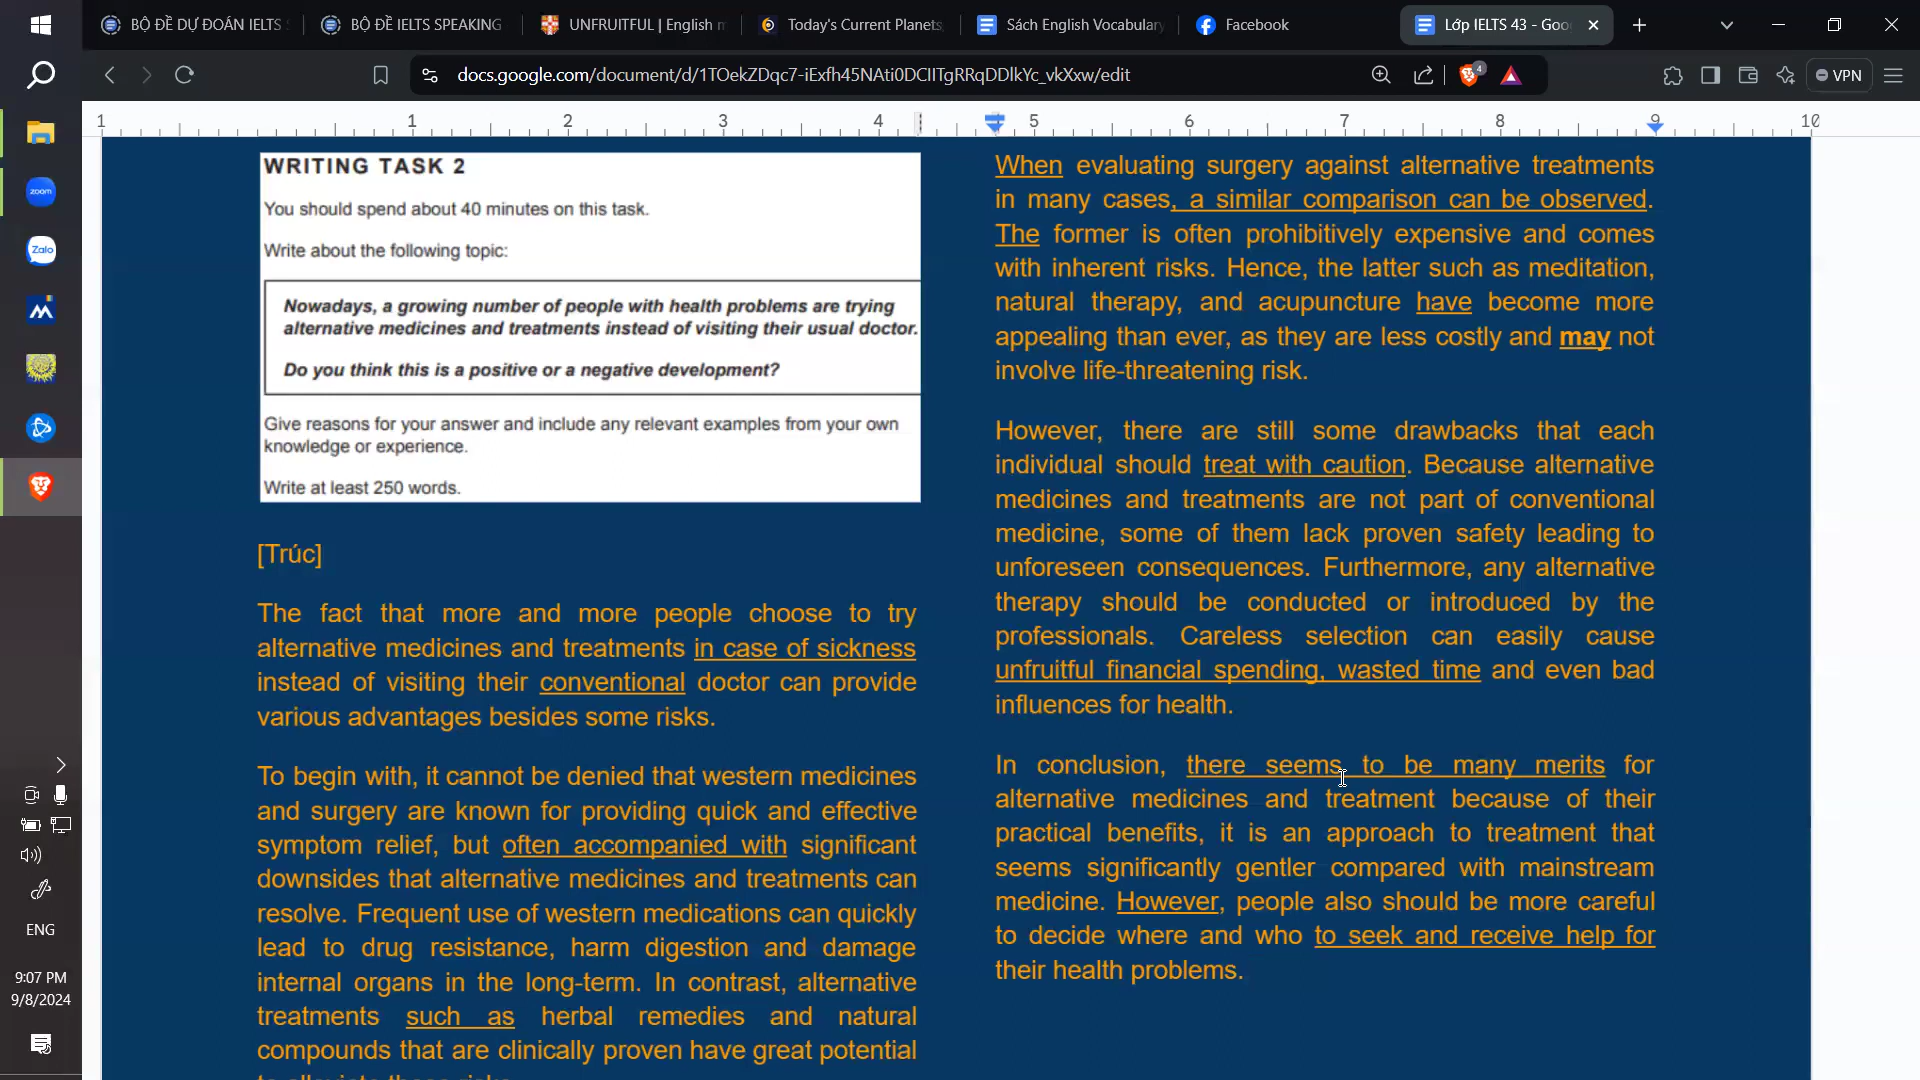 BỘ ĐỀ DỰ ĐOÁN IELTS S
BỘ ĐỀ IELTS SPEAKING
UNFRUITFUL | English m
Today's Current Planets,
Sách English Vocabulary
Facebook
Lớp IELTS 43 - Goo
docs.google.com/document/d/1TOekZDqc7-iExfh45NAti0DCIITgRRqDDlkYc_vkXxw/edit
4
VPN
1 1 2 3 4 5 6 7 8 9 10
zoom
Zalo
ENG
9:07 PM
9/8/2024
WRITING TASK 2
You should spend about 40 minutes on this task.
Write about the following topic:
Nowadays, a growing number of people with health problems are trying
alternative medicines and treatments instead of visiting their usual doctor.
Do you think this is a positive or a negative development?
Give reasons for your answer and include any relevant examples from your own
knowledge or experience.
Write at least 250 words.
[Trúc]
The fact that more and more people choose to try
alternative medicines and treatments in case of sickness
instead of visiting their conventional doctor can provide
various advantages besides some risks.
To begin with, it cannot be denied that western medicines
and surgery are known for providing quick and effective
symptom relief, but often accompanied with significant
downsides that alternative medicines and treatments can
resolve. Frequent use of western medications can quickly
lead to drug resistance, harm digestion and damage
internal organs in the long-term. In contrast, alternative
treatments such as herbal remedies and natural
compounds that are clinically proven have great potential
When evaluating surgery against alternative treatments
in many cases, a similar comparison can be observed.
The former is often prohibitively expensive and comes
with inherent risks. Hence, the latter such as meditation,
natural therapy, and acupuncture have become more
appealing than ever, as they are less costly and may not
involve life-threatening risk.
However, there are still some drawbacks that each
individual should treat with caution. Because alternative
medicines and treatments are not part of conventional
medicine, some of them lack proven safety leading to
unforeseen consequences. Furthermore, any alternative
therapy should be conducted or introduced by the
professionals. Careless selection can easily cause
unfruitful financial spending, wasted time and even bad
influences for health.
In conclusion, there seems to be many merits for
alternative medicines and treatment because of their
practical benefits, it is an approach to treatment that
seems significantly gentler compared with mainstream
medicine. However, people also should be more careful
to decide where and who to seek and receive help for
their health problems.